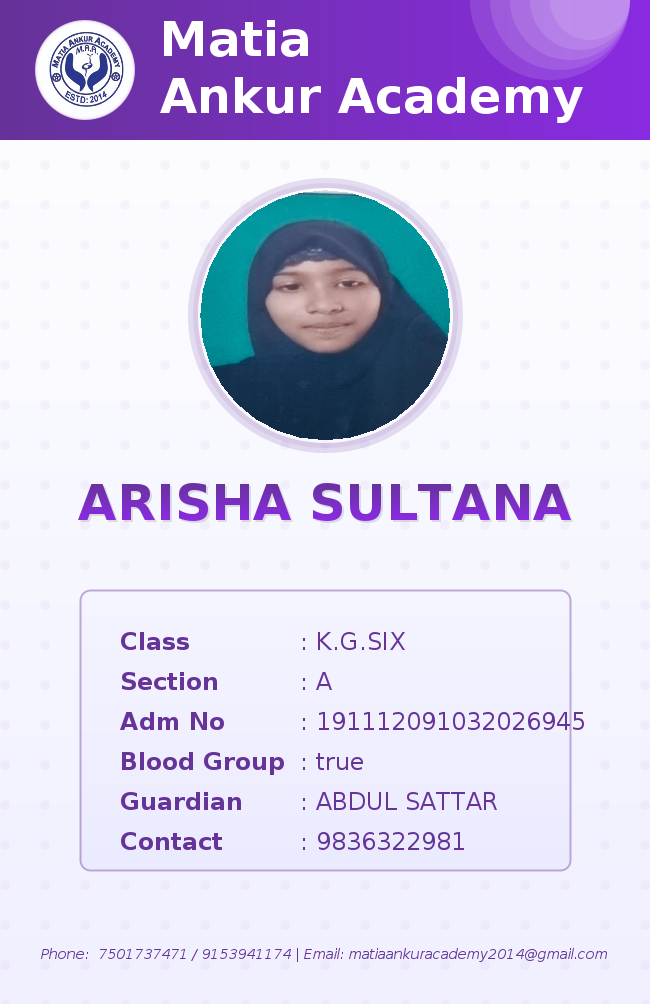 MATIA ANKUR ACADEMY
M.A.A
ESTD: 2014
Matia
Ankur Academy
ARISHA SULTANA
Class : K.G.SIX
Section : A
Adm No : 191112091032026945
Blood Group : true
Guardian : ABDUL SATTAR
Contact : 9836322981
Phone: 7501737471 / 9153941174 | Email: matiaankuracademy2014@gmail.com